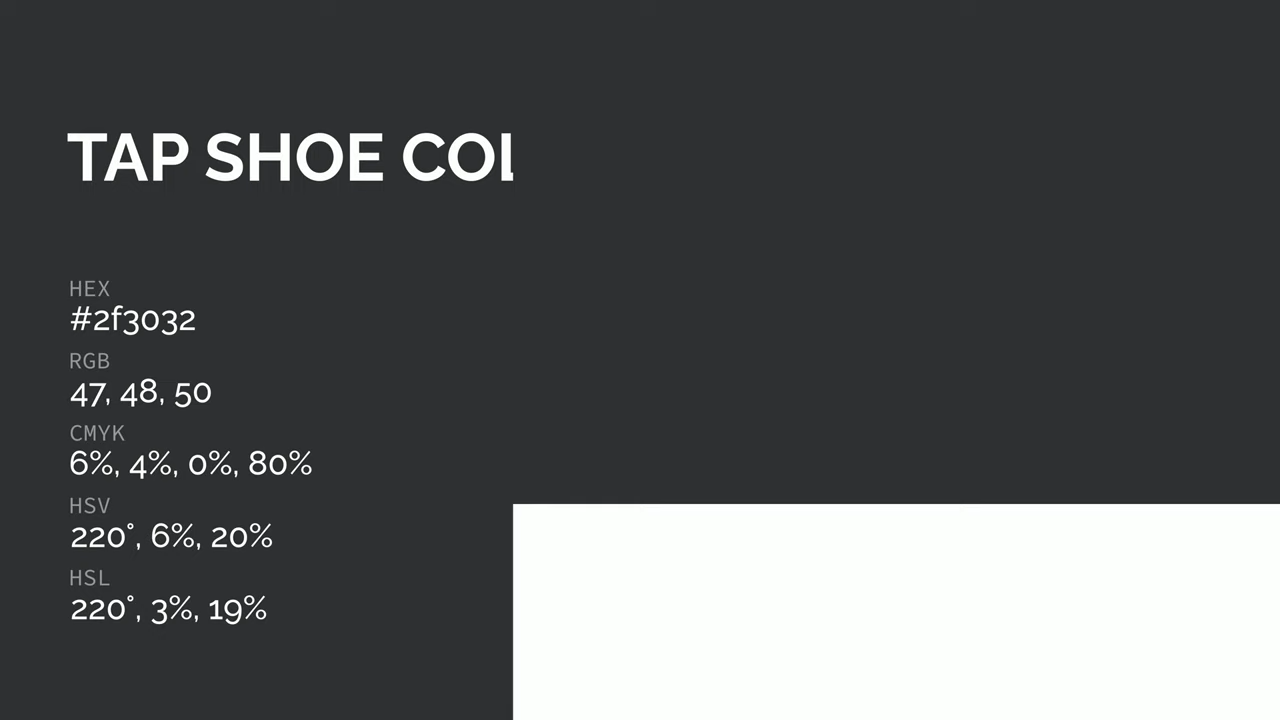 TAP SHOE COL
HEX
#2f3032
RGB
47, 48, 50
CMYK
6%, 4%, 0%, 80%
HSV
220°, 6%, 20%
HSL
220°, 3%, 19%